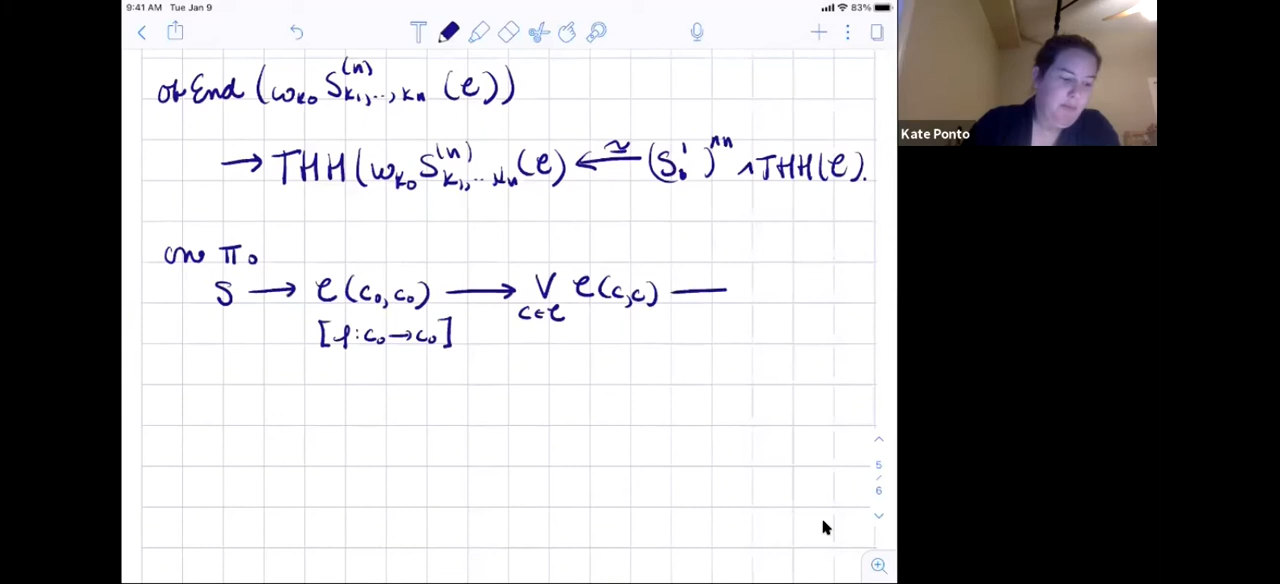 9:41 AM Tue Jan 9
83%
Kate Ponto
ob End (ω_{k_0} S^{(n)}_{k_1,...,k_n} (C))
→ THH(ω_{k_0} S^{(n)}_{k_1,...,k_n} (C) ←≃ (S^1_•)^{∧n} ∧ THH(C).
on π_0
S → C(c_0,c_0) → ⋁_{c∈C} C(c,c) —
[f: c_0→c_0]
5
/
6